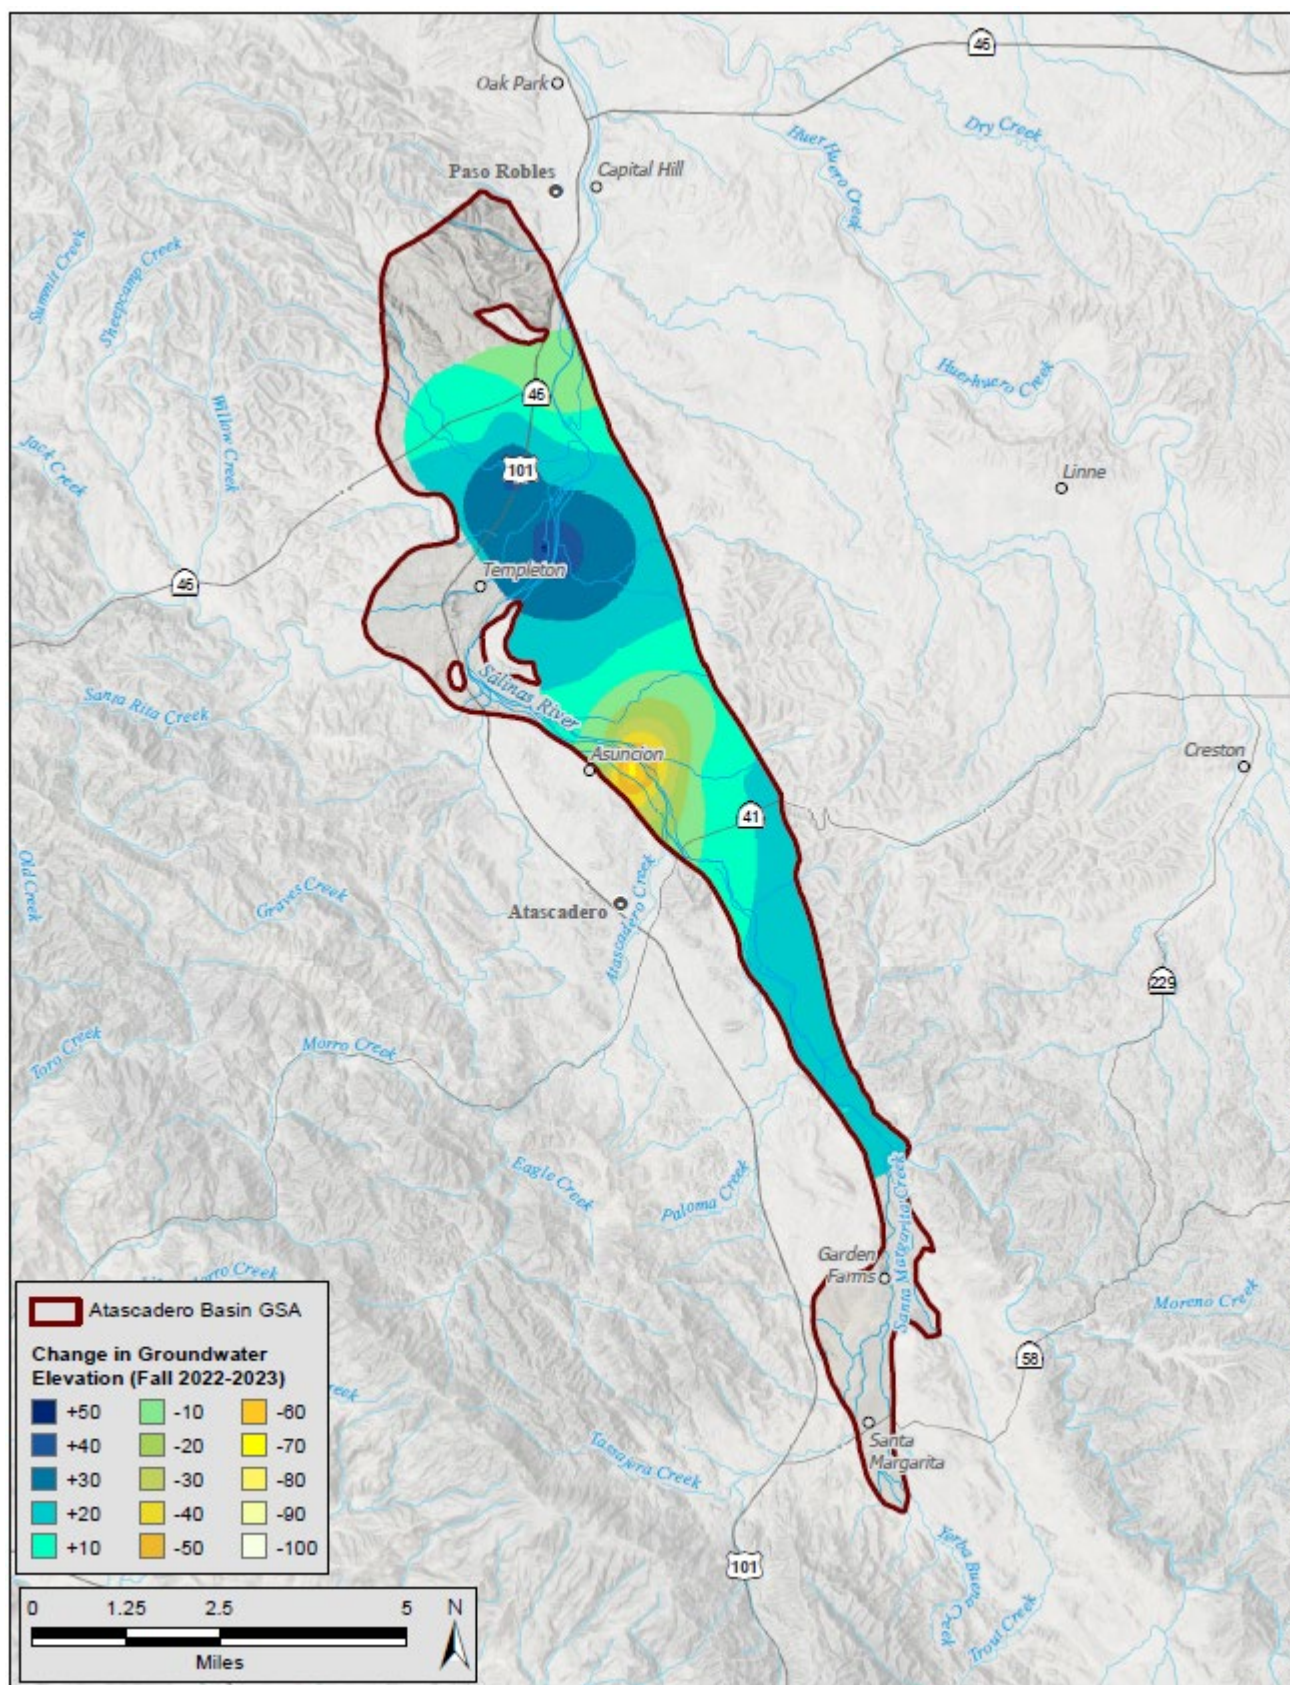 46
Oak Park
Dry Creek
Huer Huero Creek
Paso Robles
Capital Hill
Summit Creek
Sheepcamp Creek
Huerhuero Creek
46
Willow Creek
Jack Creek
101
Linne
46
Templeton
Santa Rita Creek
Salinas River
Creston
Asuncion
41
Old Creek
Graves Creek
Atascadero
Atascadero Creek
229
Toro Creek
Morro Creek
Eagle Creek
Paloma Creek
Santa Margarita Creek
Garden
Farms
Creek
Moreno Creek
58
Creek
Santa
Margarita
Tassajera Creek
Yerba Buena
Creek
Trout Creek
101
Atascadero Basin GSA
Change in Groundwater
Elevation (Fall 2022-2023)
+50 -10 -60
+40 -20 -70
+30 -30 -80
+20 -40 -90
+10 -50 -100
0 1.25 2.5 5 N
Miles